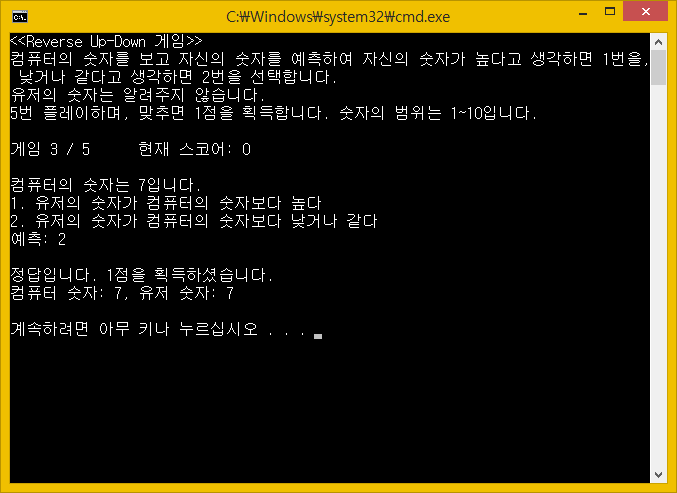 C:\Windows\system32\cmd.exe
<<Reverse Up-Down 게임>>
컴퓨터의 숫자를 보고 자신의 숫자를 예측하여 자신의 숫자가 높다고 생각하면 1번을,
낮거나 같다고 생각하면 2번을 선택합니다.
유저의 숫자는 알려주지 않습니다.
5번 플레이하며, 맞추면 1점을 획득합니다. 숫자의 범위는 1~10입니다.
게임 3 / 5 현재 스코어: 0
컴퓨터의 숫자는 7입니다.
1. 유저의 숫자가 컴퓨터의 숫자보다 높다
2. 유저의 숫자가 컴퓨터의 숫자보다 낮거나 같다
예측: 2
정답입니다. 1점을 획득하셨습니다.
컴퓨터 숫자: 7, 유저 숫자: 7
계속하려면 아무 키나 누르십시오 . . .